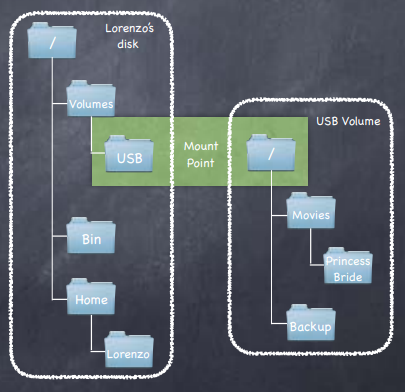 Lorenzo's
disk
/
Volumes
USB
Mount
Point
Bin
Home
Lorenzo
USB Volume
/
Movies
Princess
Bride
Backup